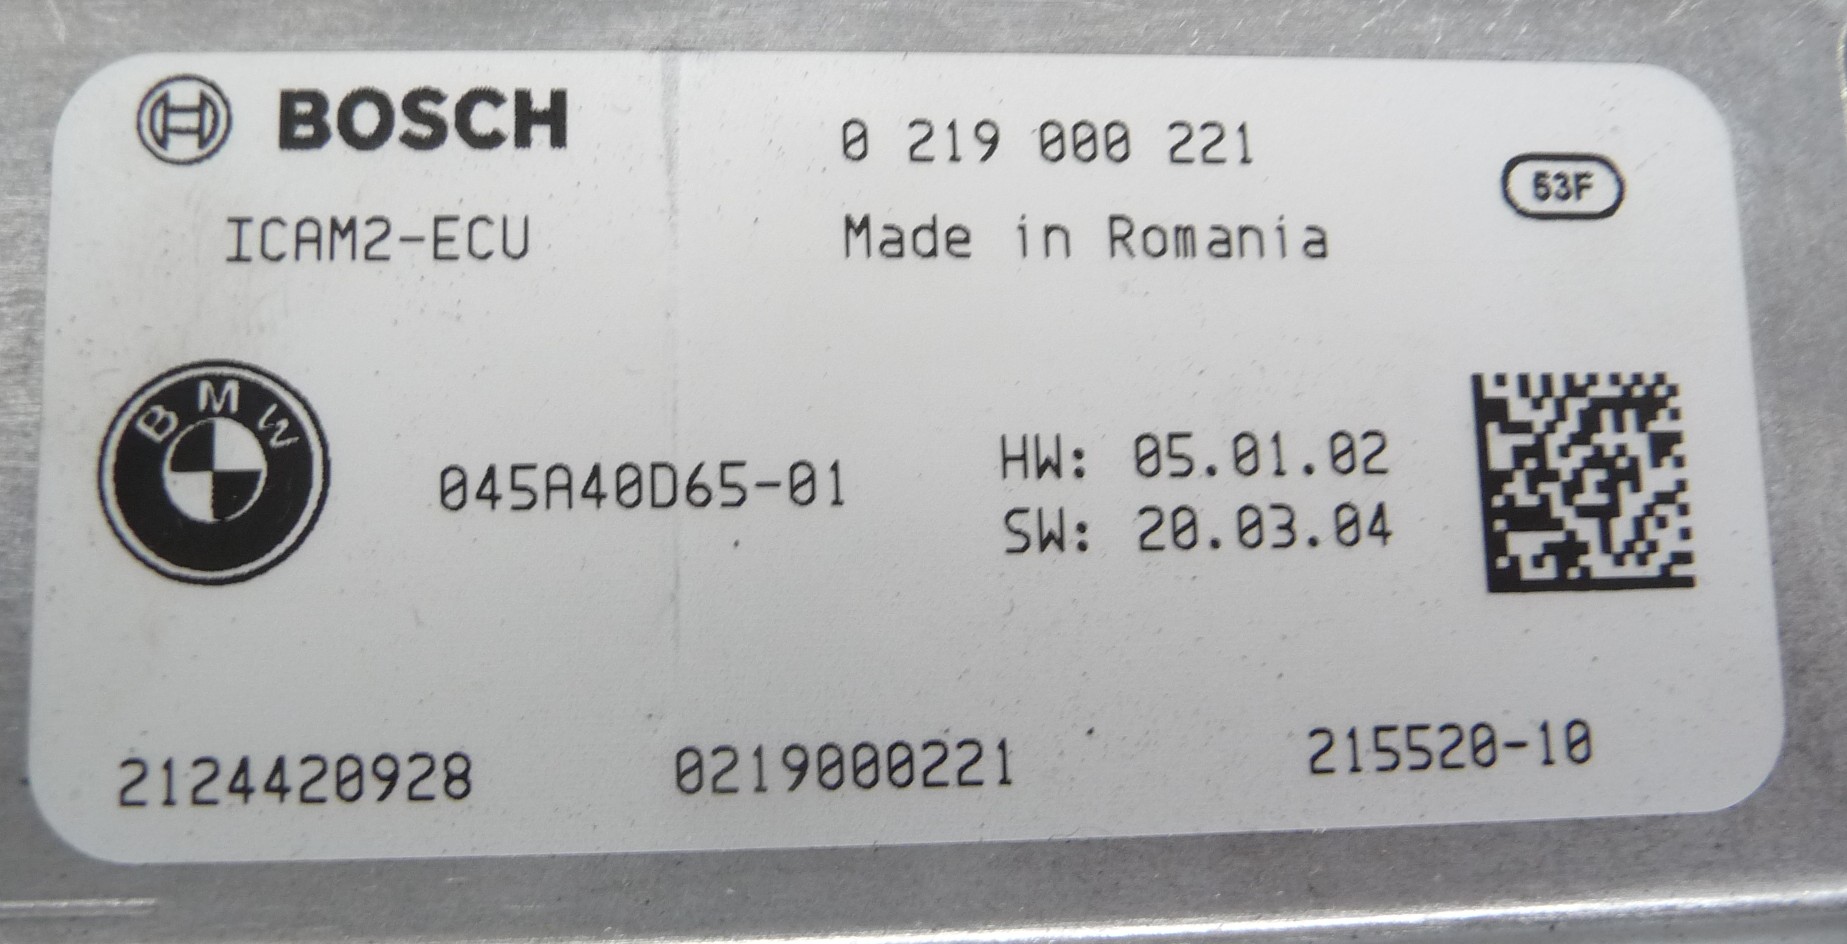 BOSCH
0 219 000 221
53F
ICAM2-ECU
Made in Romania
BMW
045A40D65-01
HW: 05.01.02
SW: 20.03.04
2124420928
0219000221
215520-10